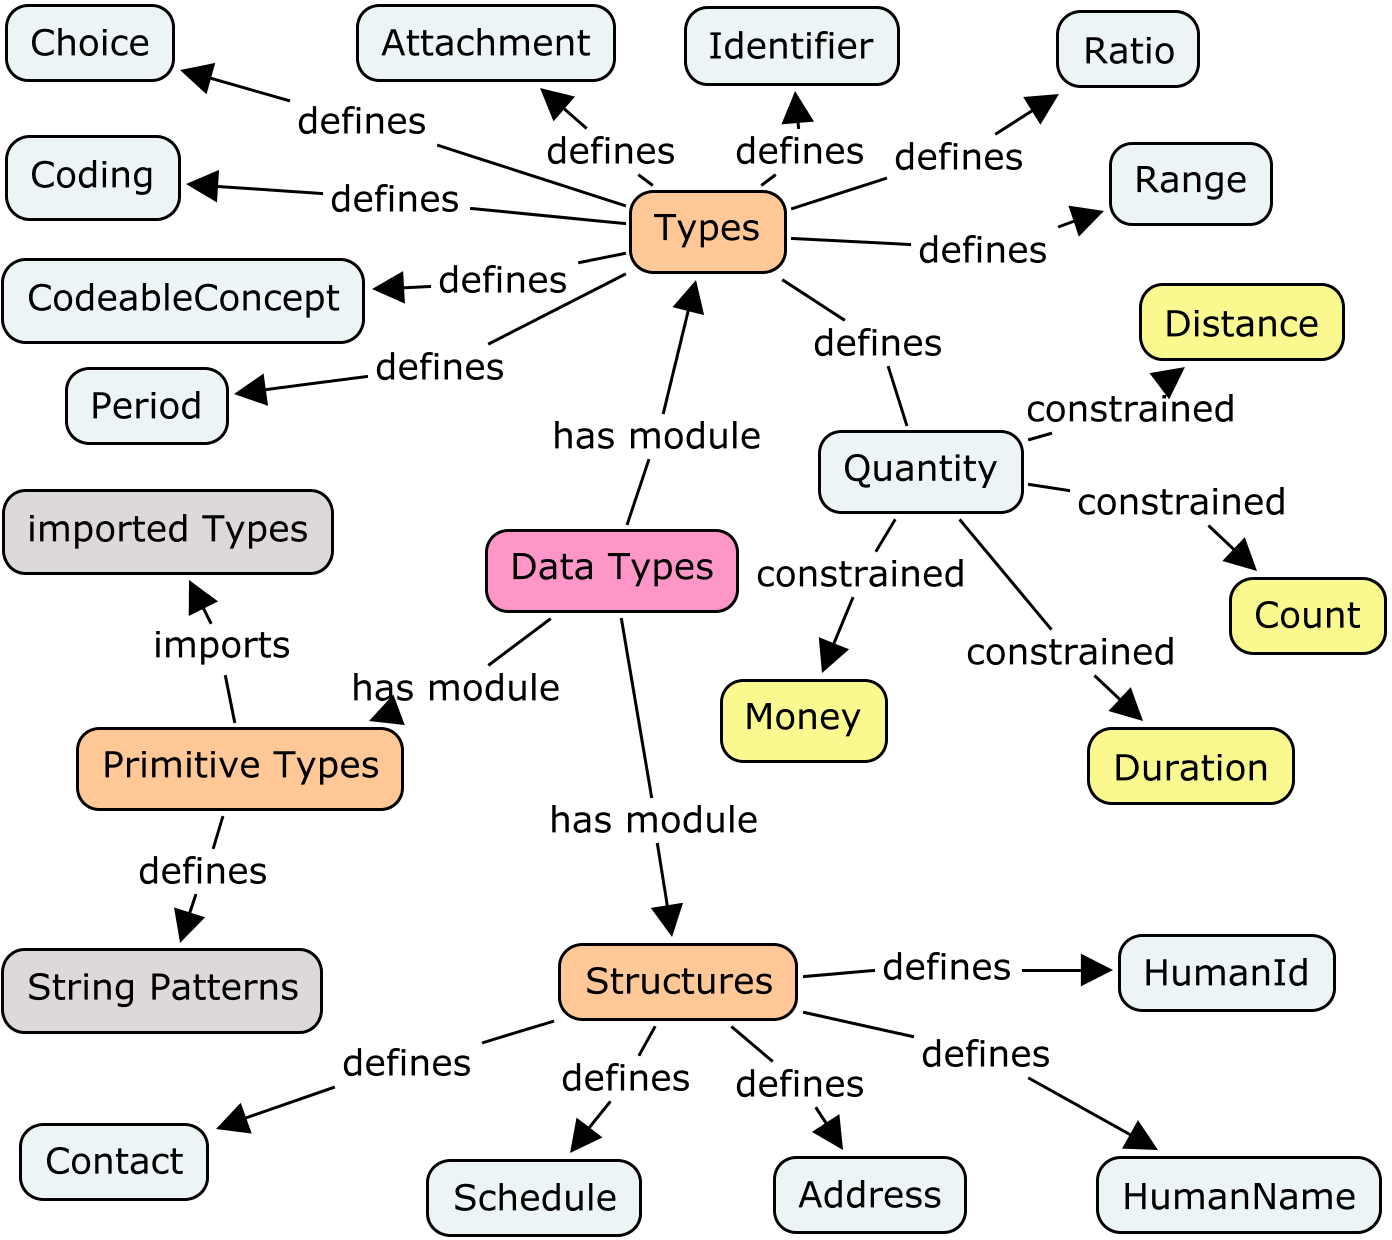 Choice
Attachment
Identifier
Ratio
defines
defines
defines
defines
Coding
Range
defines
Types
defines
CodeableConcept
defines
Distance
defines
defines
Period
constrained
has module
Quantity
constrained
imported Types
Data Types
constrained
Count
imports
constrained
has module
Money
Primitive Types
Duration
has module
defines
String Patterns
Structures
defines
HumanId
defines
defines
defines
defines
Contact
Schedule
Address
HumanName